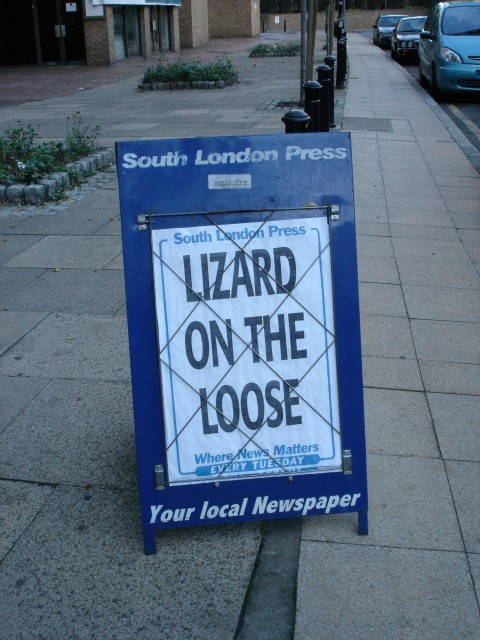 South London Press
South London Press
LIZARD
ON THE
LOOSE
Where News Matters
EVERY TUESDAY
Your local Newspaper